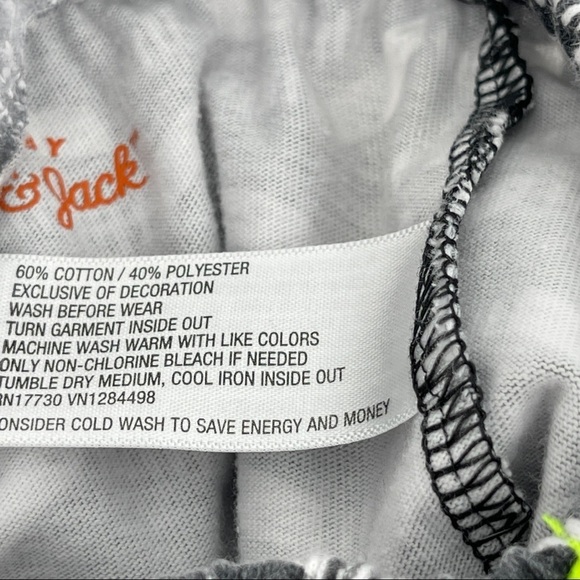 AY
& Jack
60% COTTON / 40% POLYESTER
EXCLUSIVE OF DECORATION
WASH BEFORE WEAR
TURN GARMENT INSIDE OUT
MACHINE WASH WARM WITH LIKE COLORS
ONLY NON-CHLORINE BLEACH IF NEEDED
TUMBLE DRY MEDIUM, COOL IRON INSIDE OUT
RN17730 VN1284498
ONSIDER COLD WASH TO SAVE ENERGY AND MONEY